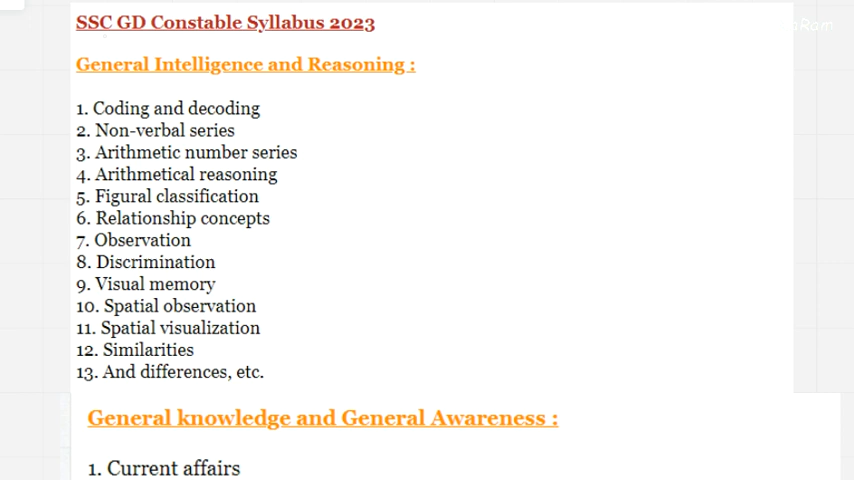 SSC GD Constable Syllabus 2023
General Intelligence and Reasoning :
1. Coding and decoding
2. Non-verbal series
3. Arithmetic number series
4. Arithmetical reasoning
5. Figural classification
6. Relationship concepts
7. Observation
8. Discrimination
9. Visual memory
10. Spatial observation
11. Spatial visualization
12. Similarities
13. And differences, etc.
General knowledge and General Awareness :
1. Current affairs